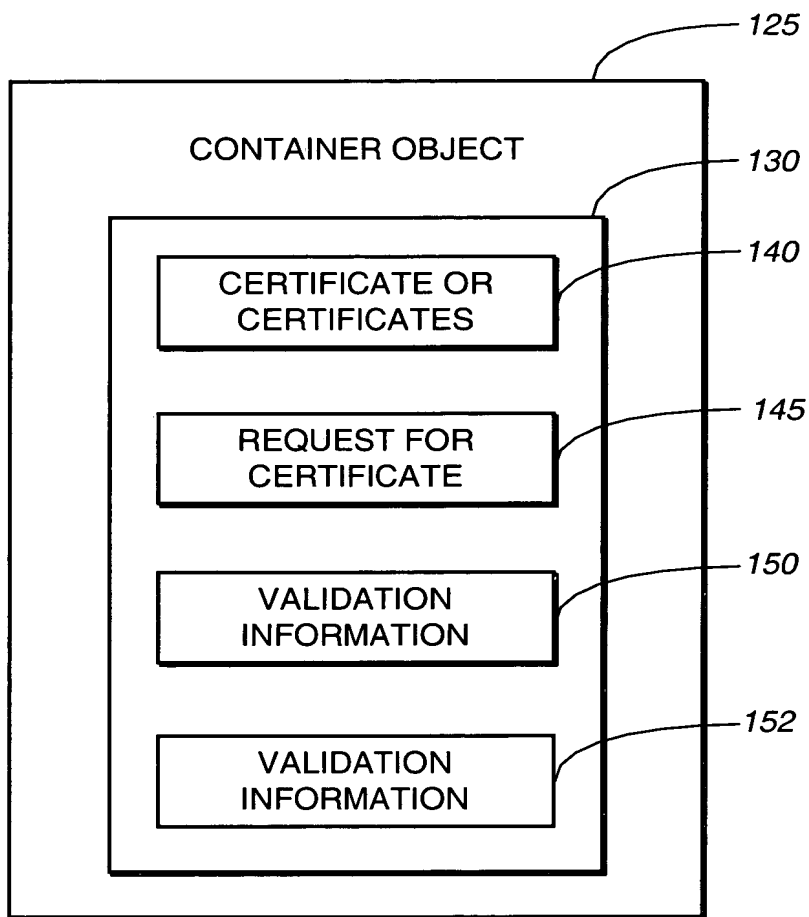 125
CONTAINER OBJECT
130
CERTIFICATE OR
CERTIFICATES
140
REQUEST FOR
CERTIFICATE
145
VALIDATION
INFORMATION
150
VALIDATION
INFORMATION
152